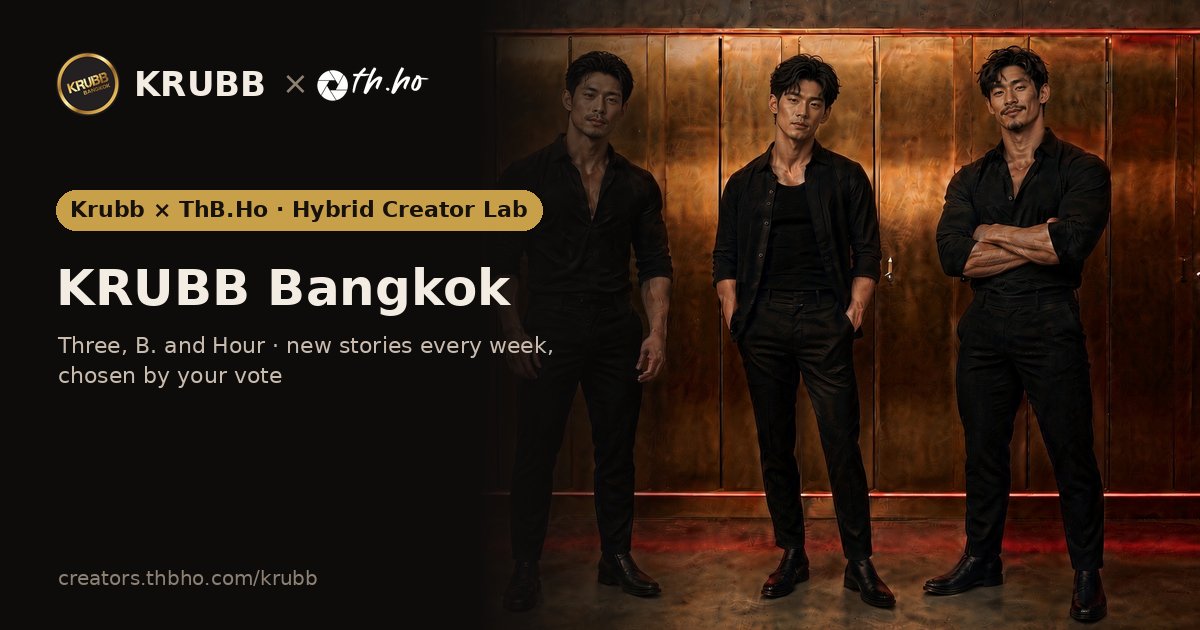 KRUBB BANGKOK
KRUBB × th.ho
Krubb × ThB.Ho · Hybrid Creator Lab
KRUBB Bangkok
Three, B. and Hour · new stories every week,
chosen by your vote
creators.thbho.com/krubb